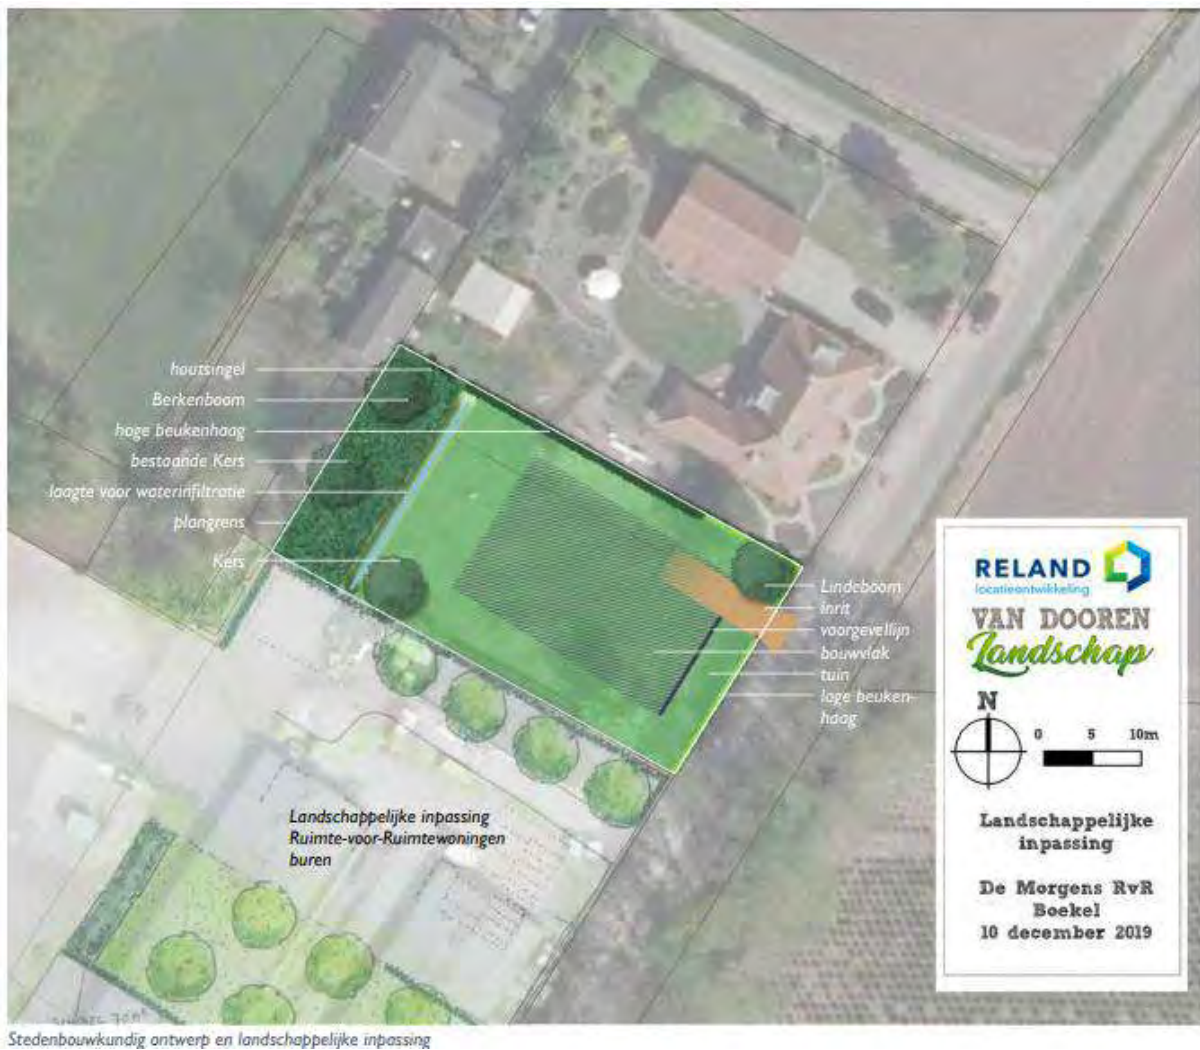 houtsingel
Berkenboom
hoge beukenhaag
bestaande Kers
laagte voor waterinfiltratie
plangrens
Kers
Lindeboom
inrit
voorgevellijn
bouwvlak
tuin
lage beuken-
haag
Landschappelijke inpassing
Ruimte-voor-Ruimtewoningen
buren
RELAND
locatieontwikkeling
VAN DOOREN
Landschap
N
0 5 10m
Landschappelijke
inpassing
De Morgens RvR
Boekel
10 december 2019
Stedenbouwkundig ontwerp en landschappelijke inpassing